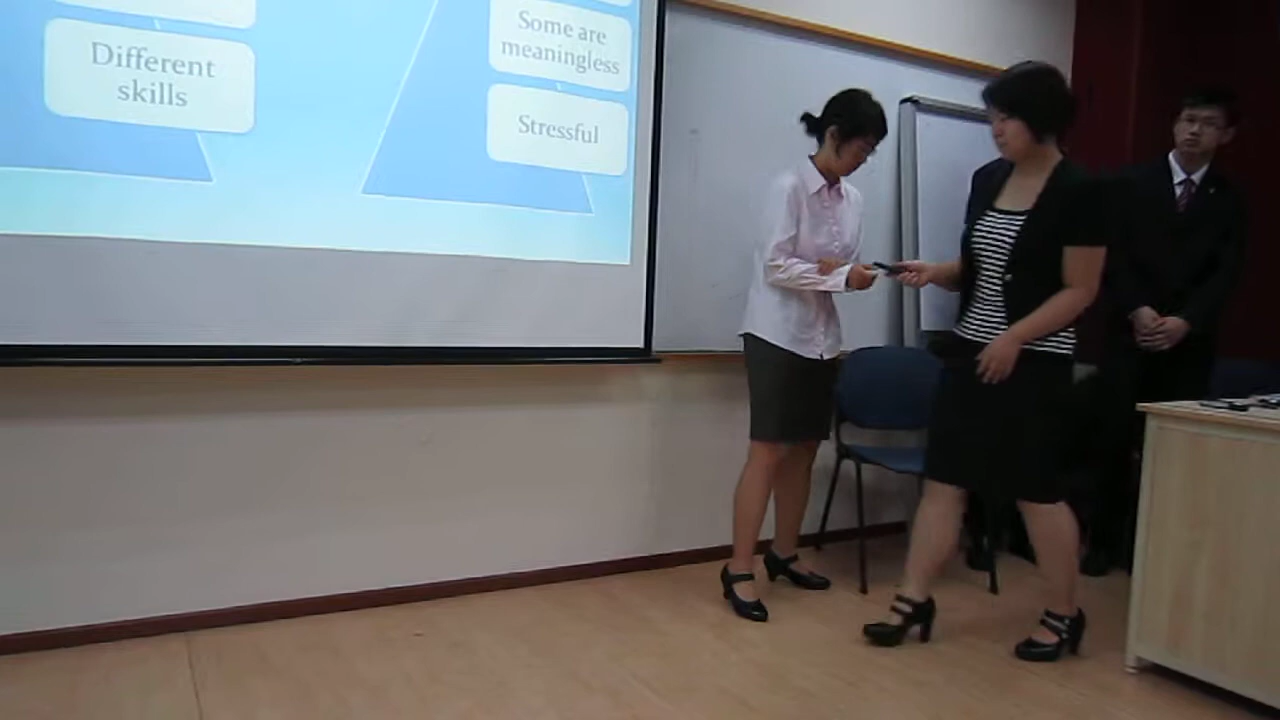 Different
skills
Some are
meaningless
Stressful